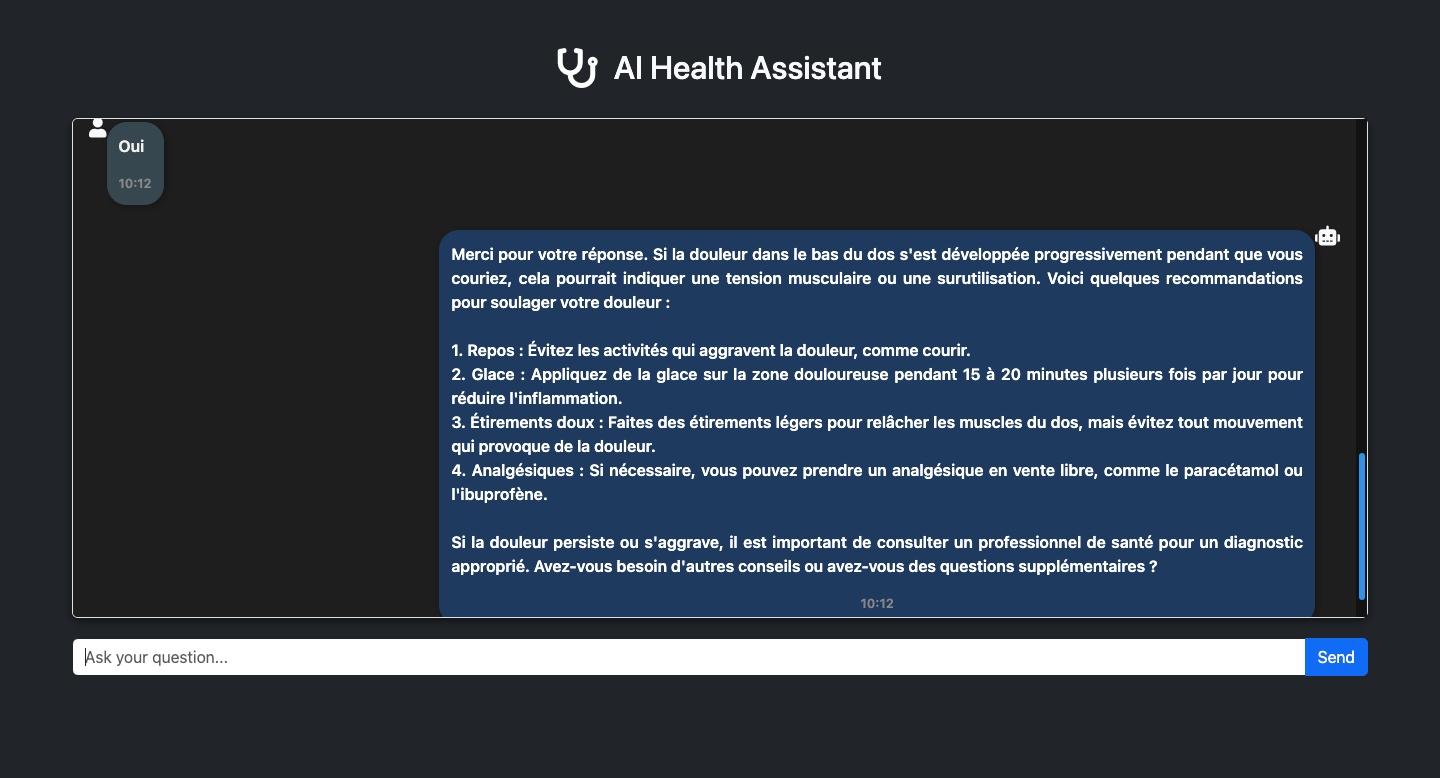 AI Health Assistant
Oui
10:12
Merci pour votre réponse. Si la douleur dans le bas du dos s'est développée progressivement pendant que vous
couriez, cela pourrait indiquer une tension musculaire ou une surutilisation. Voici quelques recommandations
pour soulager votre douleur :
1. Repos : Évitez les activités qui aggravent la douleur, comme courir.
2. Glace : Appliquez de la glace sur la zone douloureuse pendant 15 à 20 minutes plusieurs fois par jour pour
réduire l'inflammation.
3. Étirements doux : Faites des étirements légers pour relâcher les muscles du dos, mais évitez tout mouvement
qui provoque de la douleur.
4. Analgésiques : Si nécessaire, vous pouvez prendre un analgésique en vente libre, comme le paracétamol ou
l'ibuprofène.
Si la douleur persiste ou s'aggrave, il est important de consulter un professionnel de santé pour un diagnostic
approprié. Avez-vous besoin d'autres conseils ou avez-vous des questions supplémentaires ?
10:12
Ask your question...
Send